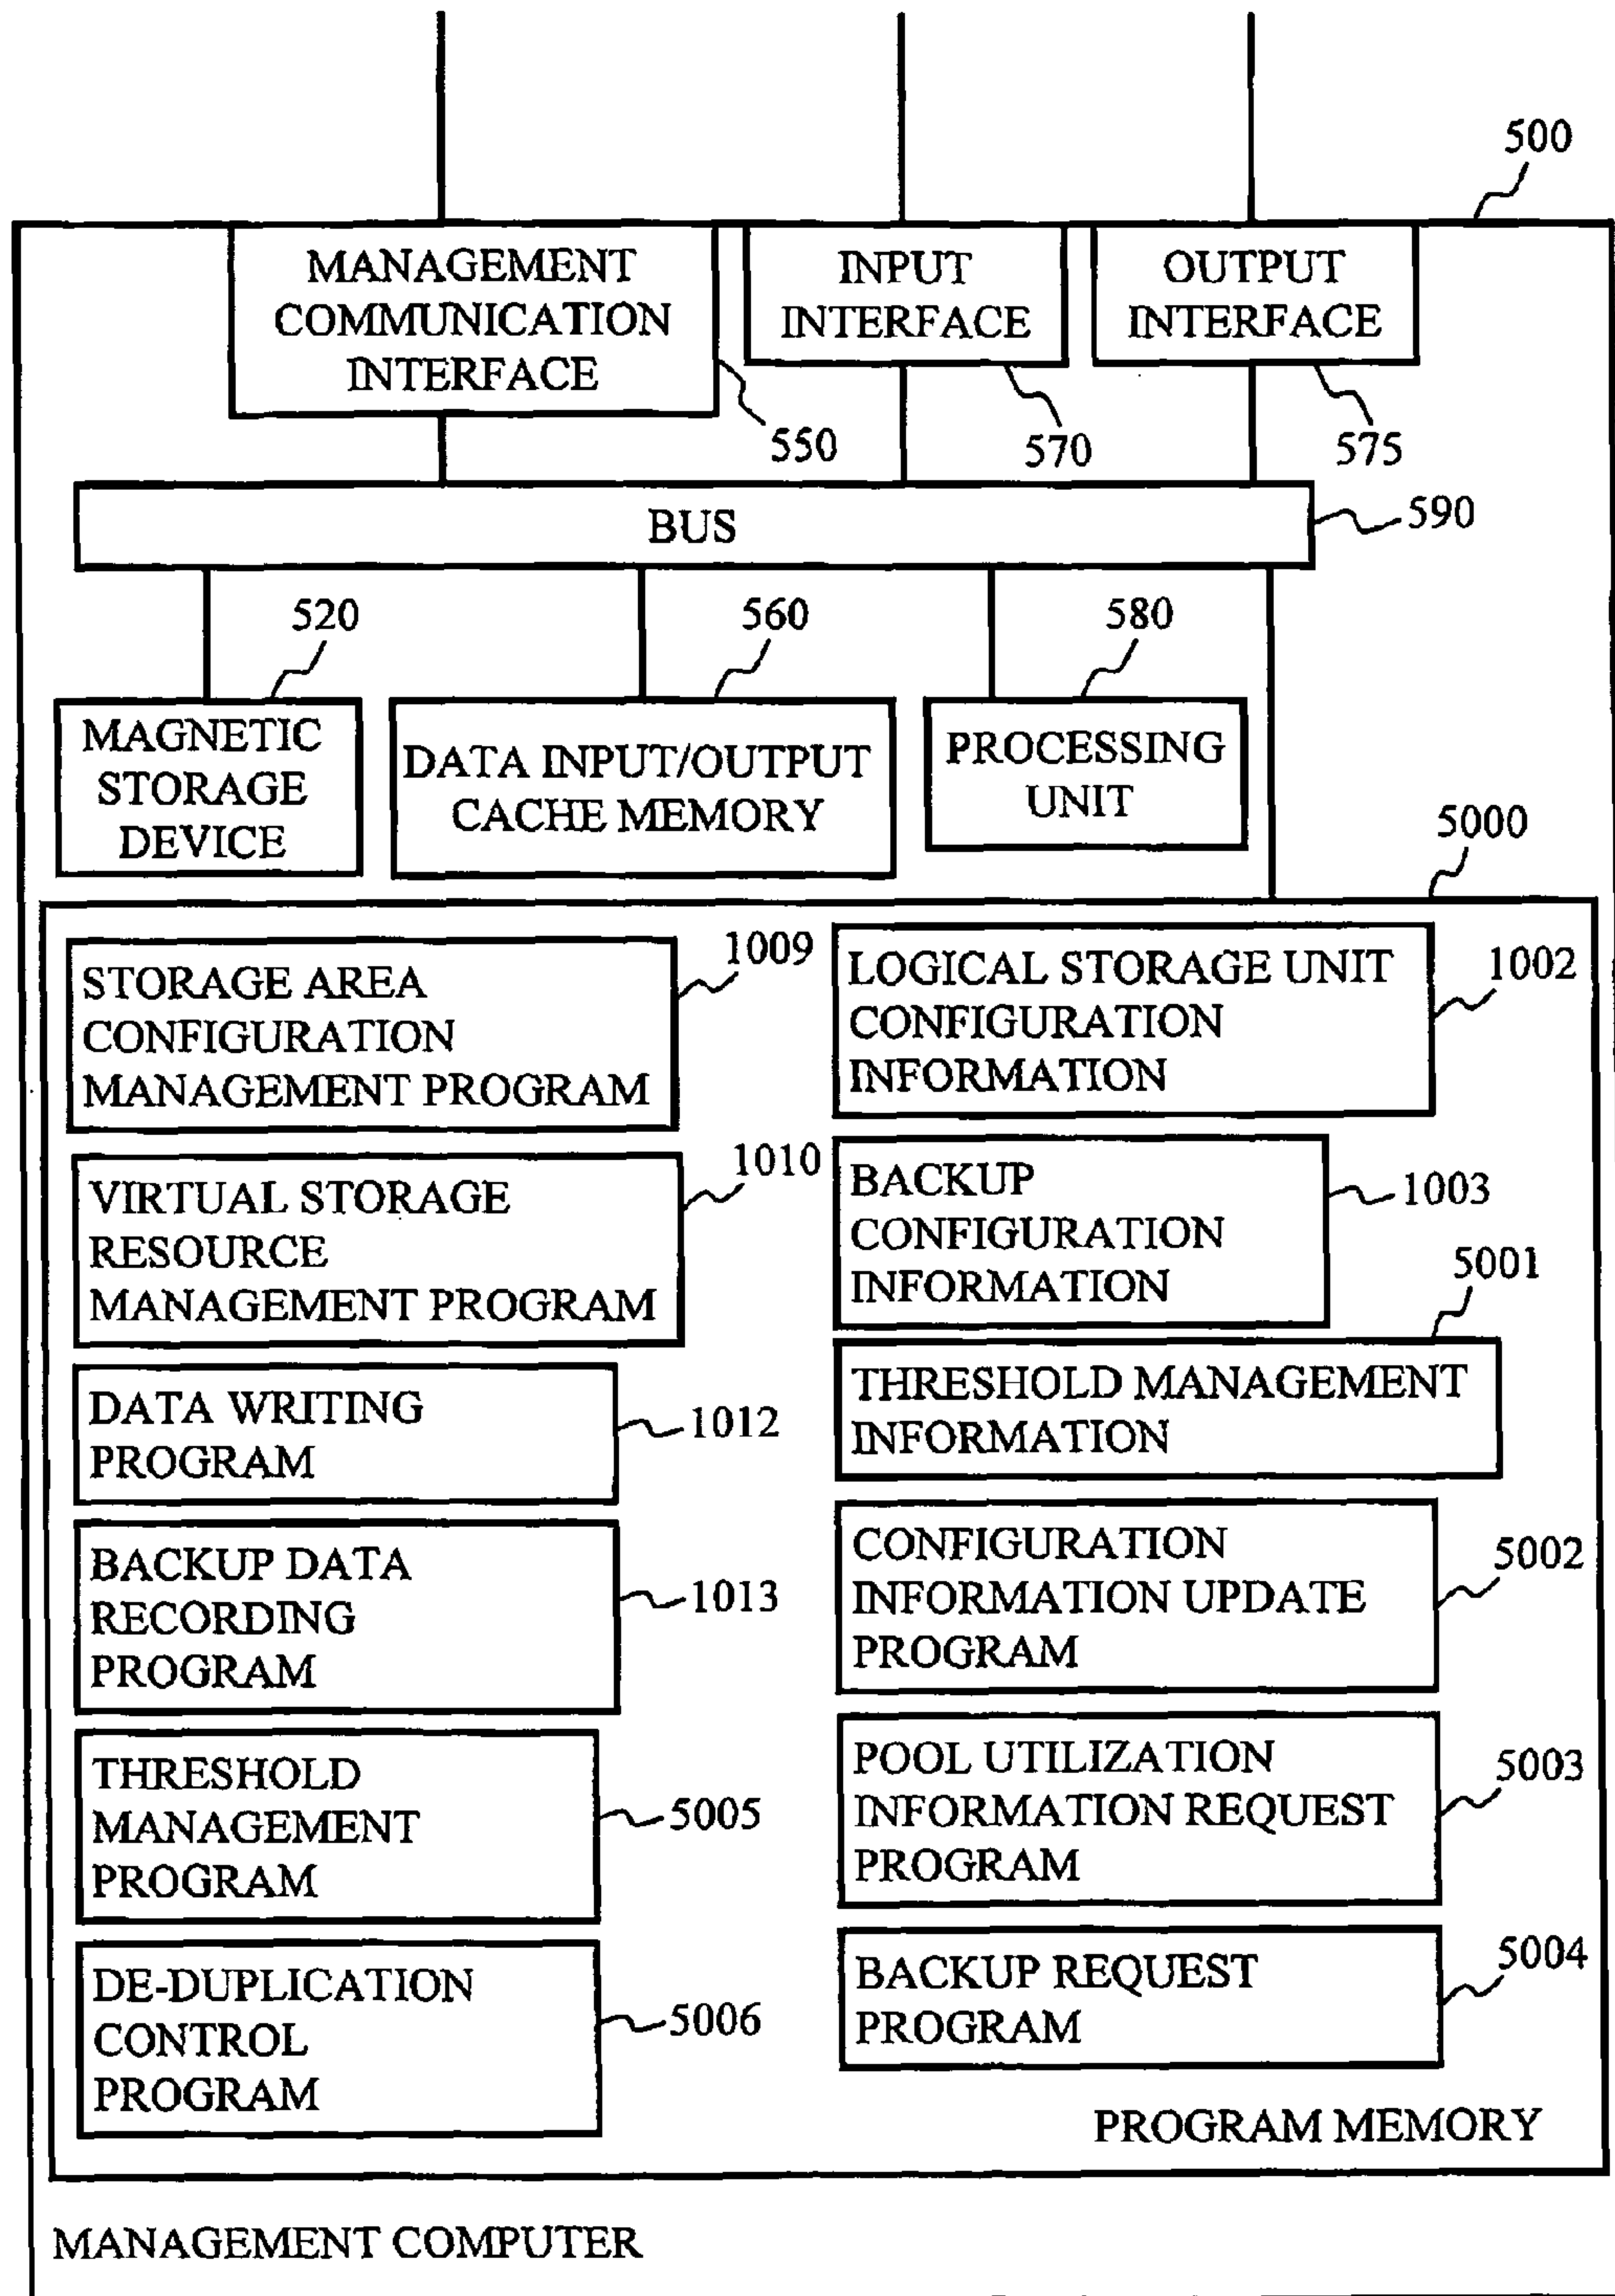 500
MANAGEMENT
COMMUNICATION
INTERFACE
INPUT
INTERFACE
OUTPUT
INTERFACE
550
570
575
BUS
590
520
560
580
MAGNETIC
STORAGE
DEVICE
DATA INPUT/OUTPUT
CACHE MEMORY
PROCESSING
UNIT
5000
STORAGE AREA
CONFIGURATION
MANAGEMENT PROGRAM
1009
LOGICAL STORAGE UNIT
CONFIGURATION
INFORMATION
1002
VIRTUAL STORAGE
RESOURCE
MANAGEMENT PROGRAM
1010
BACKUP
CONFIGURATION
INFORMATION
1003
5001
DATA WRITING
PROGRAM
1012
THRESHOLD MANAGEMENT
INFORMATION
BACKUP DATA
RECORDING
PROGRAM
1013
CONFIGURATION
INFORMATION UPDATE
PROGRAM
5002
THRESHOLD
MANAGEMENT
PROGRAM
5005
POOL UTILIZATION
INFORMATION REQUEST
PROGRAM
5003
DE-DUPLICATION
CONTROL
PROGRAM
5006
BACKUP REQUEST
PROGRAM
5004
PROGRAM MEMORY
MANAGEMENT COMPUTER